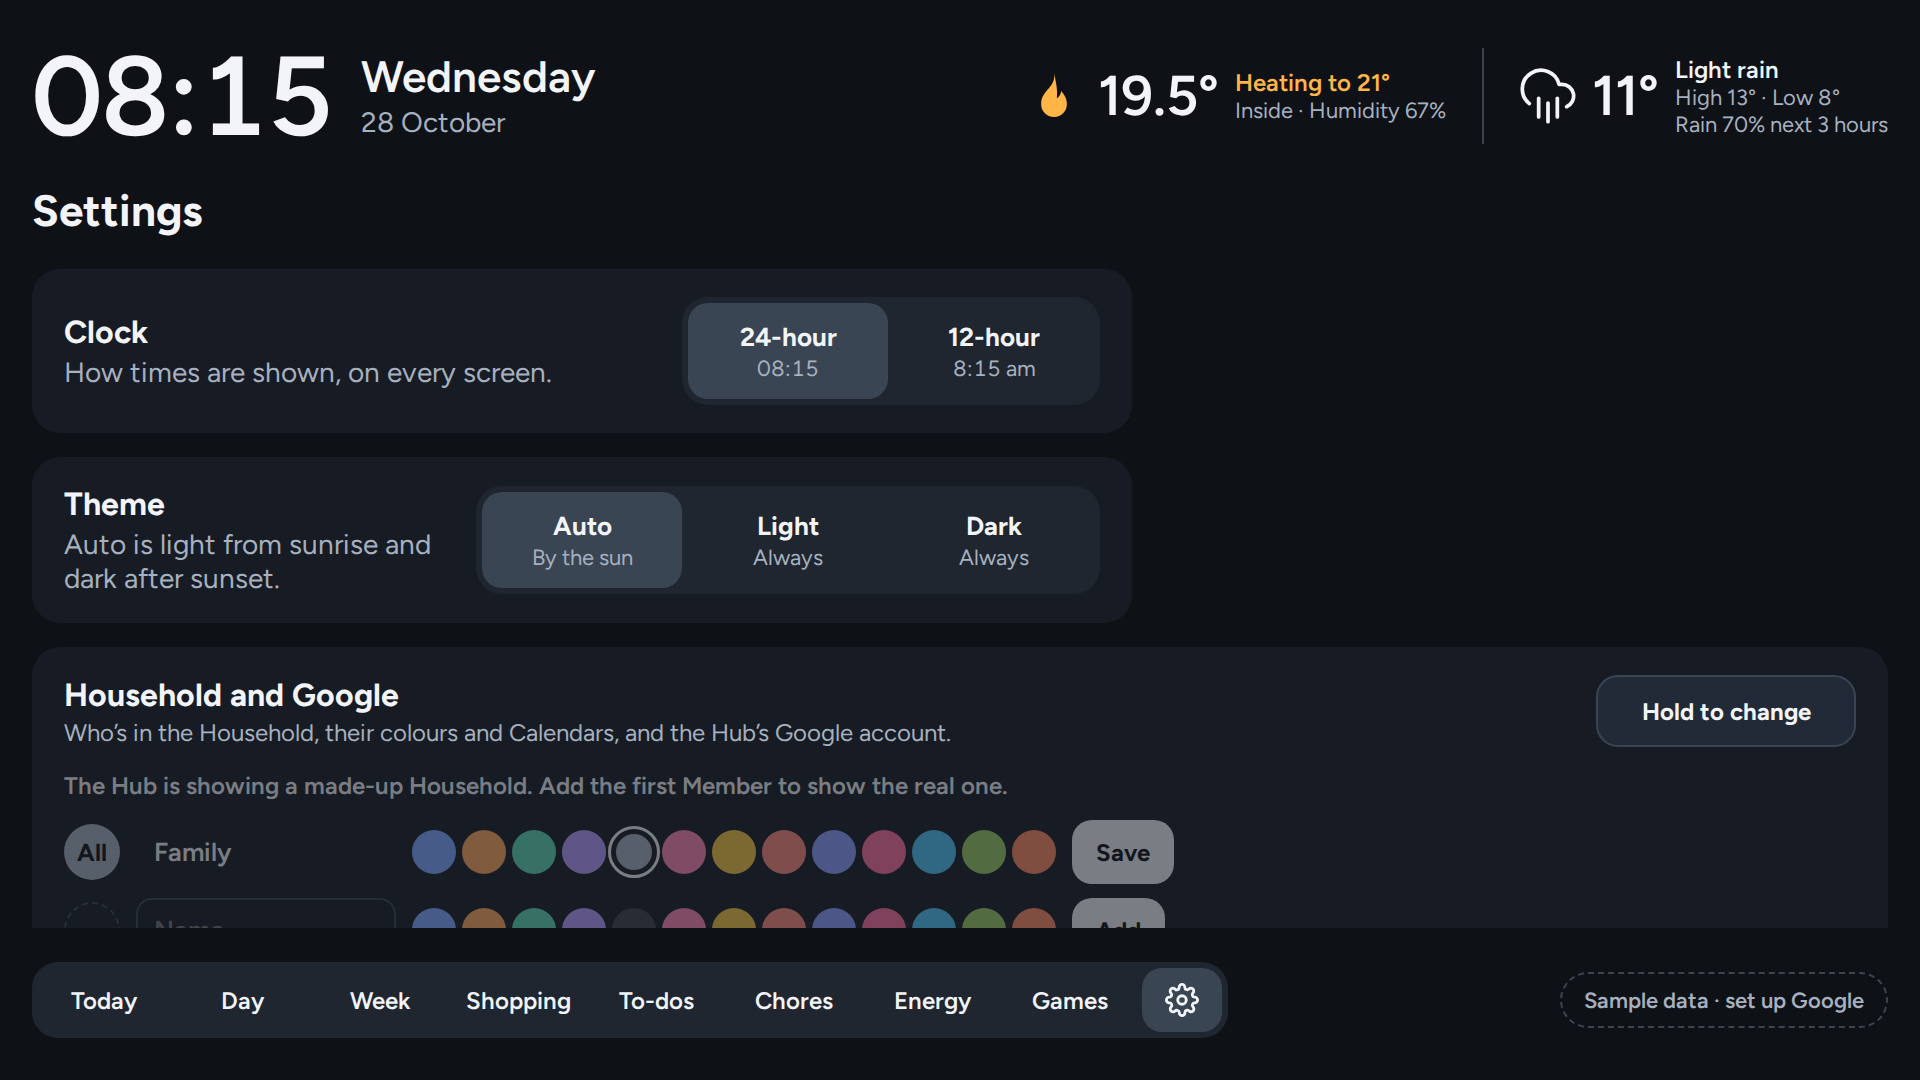 08:15
Wednesday
28 October
19.5°
Heating to 21°
Inside · Humidity 67%
11°
Light rain
High 13° · Low 8°
Rain 70% next 3 hours
Settings
Clock
How times are shown, on every screen.
24-hour
08:15
12-hour
8:15 am
Theme
Auto is light from sunrise and
dark after sunset.
Auto
By the sun
Light
Always
Dark
Always
Household and Google
Who’s in the Household, their colours and Calendars, and the Hub’s Google account.
Hold to change
The Hub is showing a made-up Household. Add the first Member to show the real one.
All
Family
Save
Name
Add
Today
Day
Week
Shopping
To-dos
Chores
Energy
Games
Sample data · set up Google